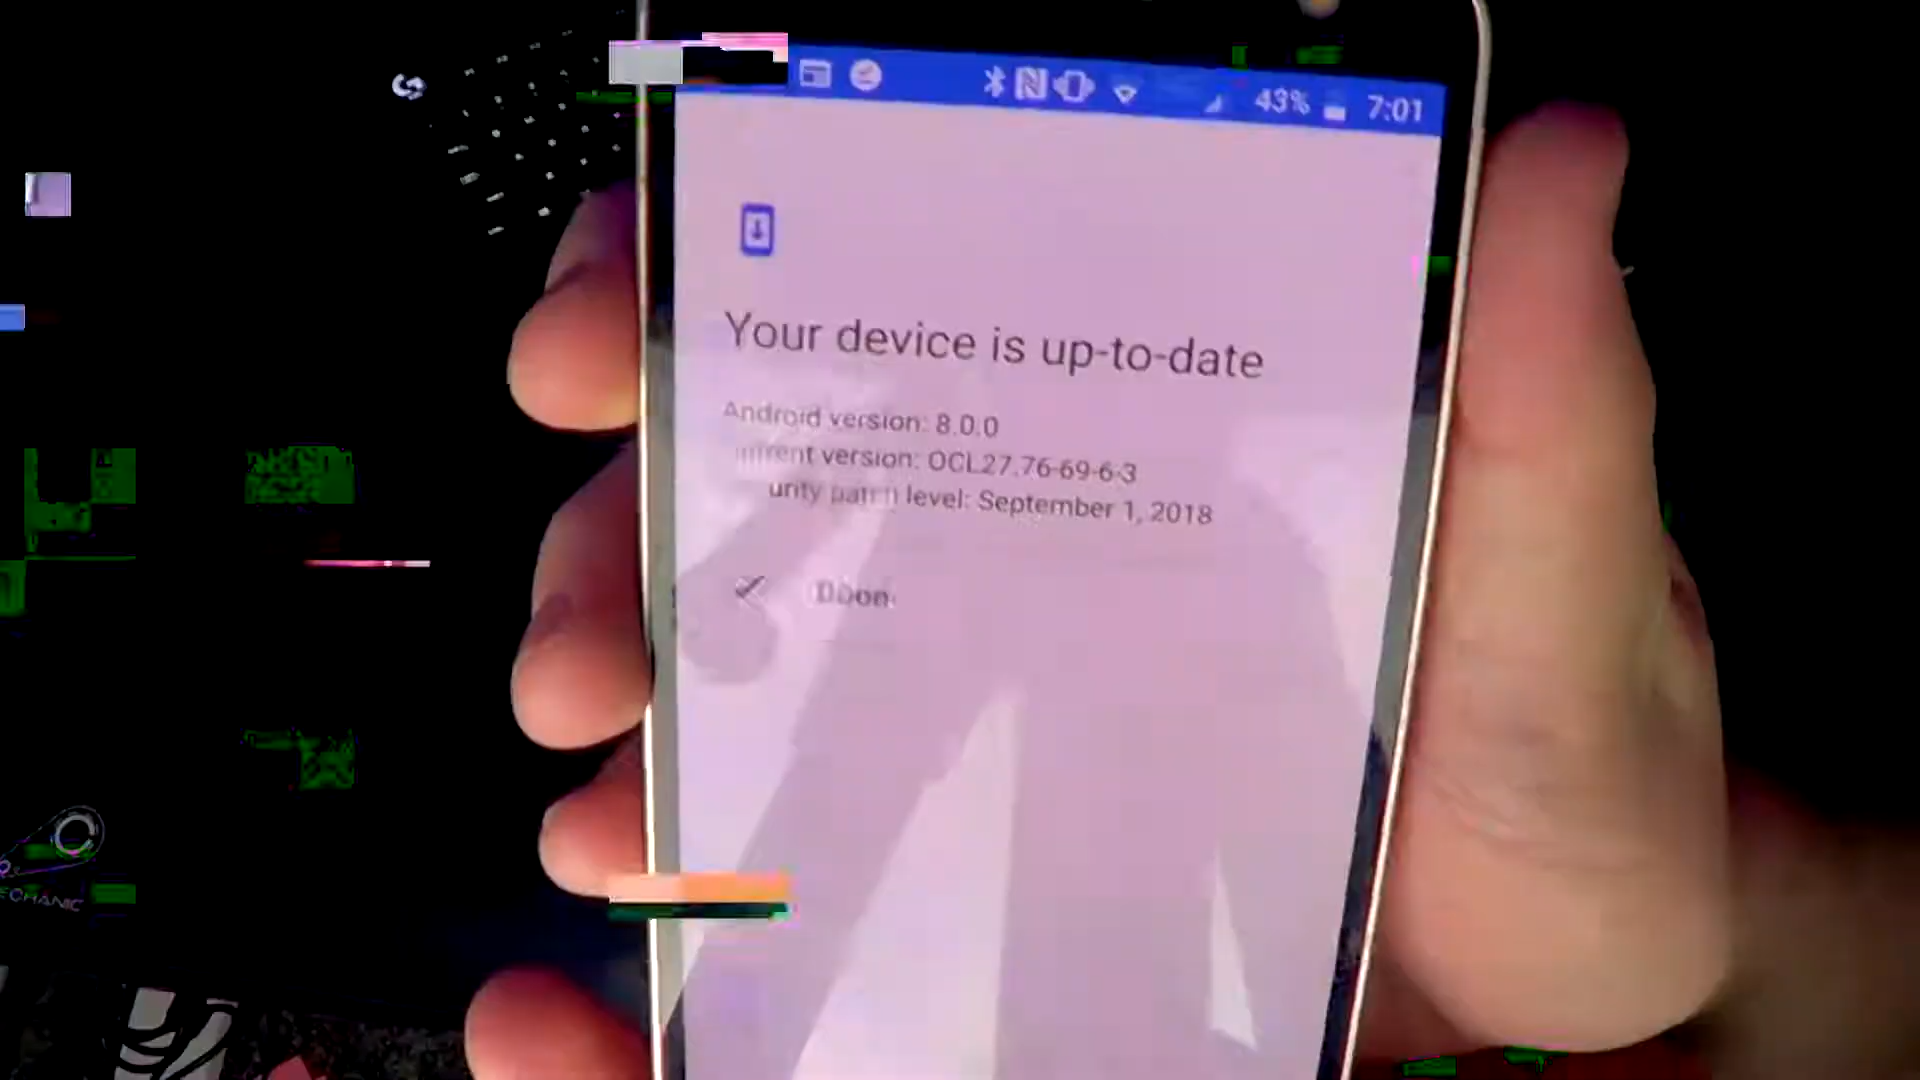 43% 7:01
Your device is up-to-date
Android version: 8.0.0
version: OCL27.76-69-6-3
level: September 1, 2018
ECHANIC